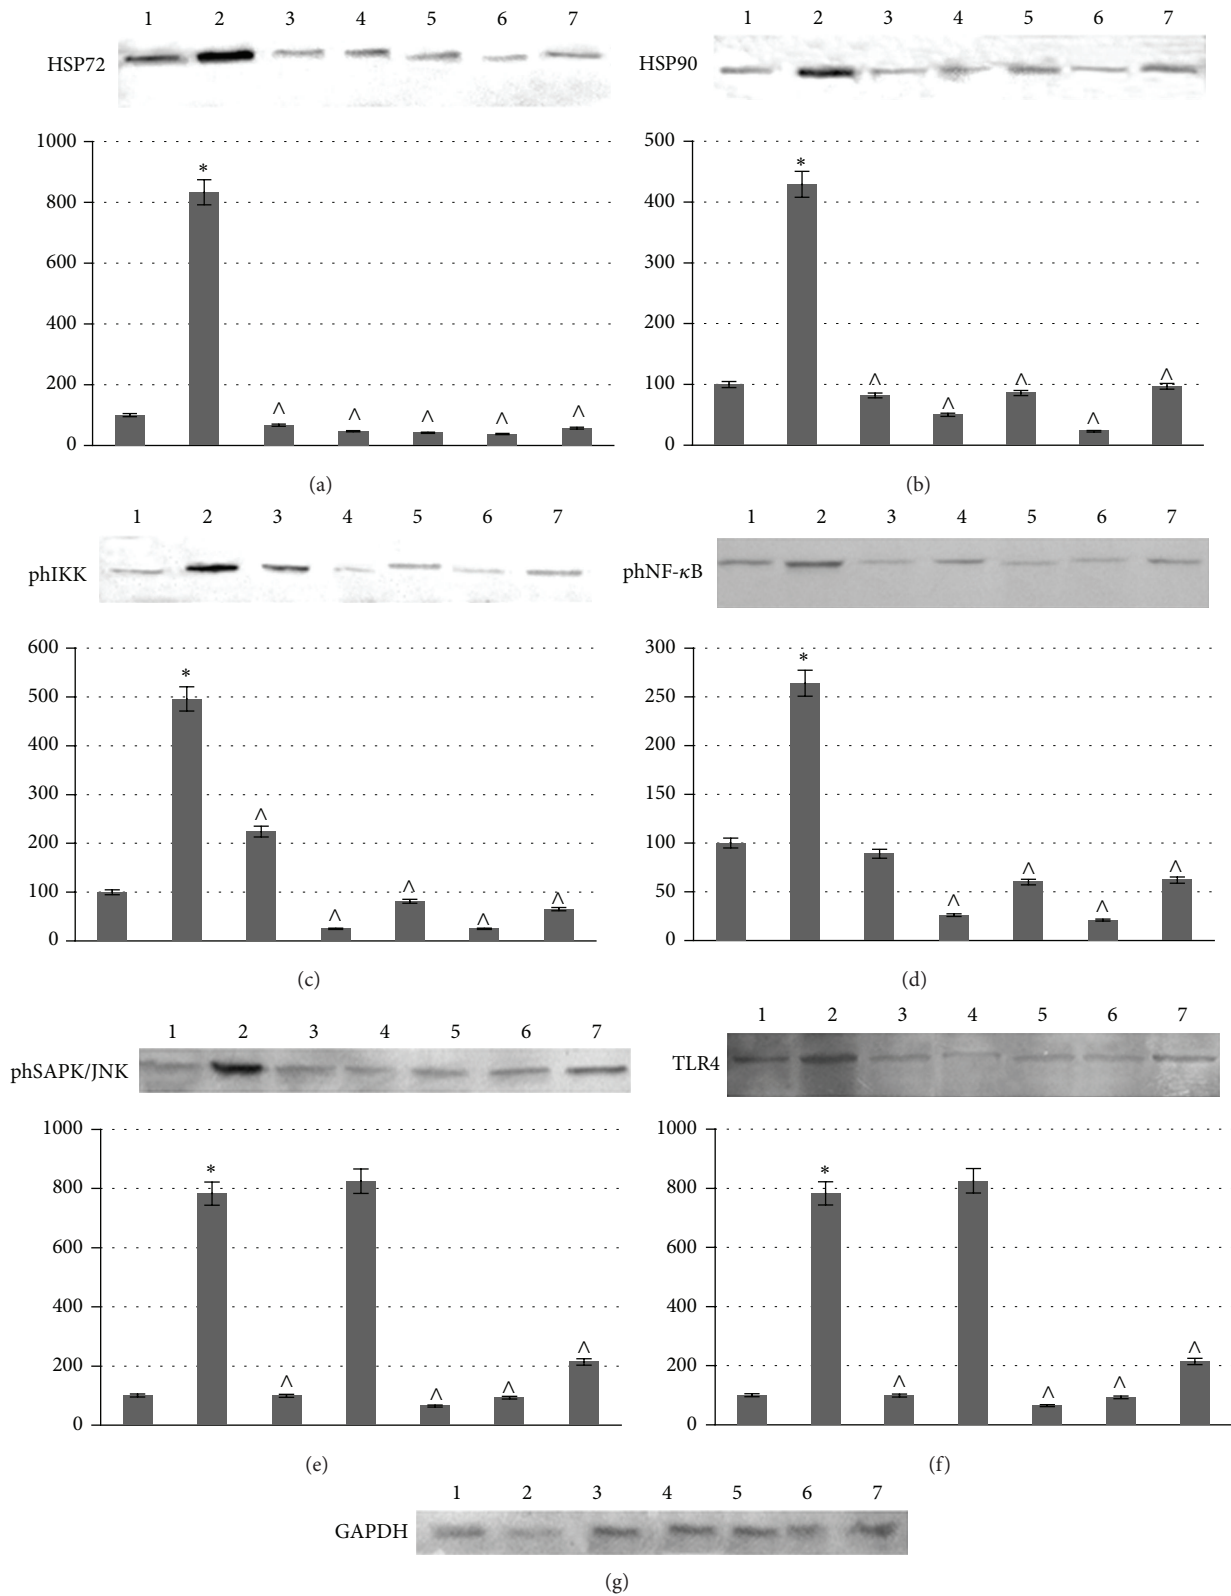 1 2 3 4 5 6 7
HSP72
1000
*
800
600
400
200
^ ^ ^ ^ ^
0
(a)
1 2 3 4 5 6 7
HSP90
500
*
400
300
200
100
^ ^ ^ ^ ^
0
(b)
1 2 3 4 5 6 7
phIKK
600
*
500
400
300
^
200
100
^ ^ ^ ^
0
(c)
1 2 3 4 5 6 7
phNF-κB
300
*
250
200
150
100
50
^ ^ ^ ^
0
(d)
1 2 3 4 5 6 7
phSAPK/JNK
1000
*
800
600
400
200
^ ^ ^ ^
0
(e)
1 2 3 4 5 6 7
TLR4
1000
*
800
600
400
200
^ ^ ^ ^
0
(f)
1 2 3 4 5 6 7
GAPDH
(g)